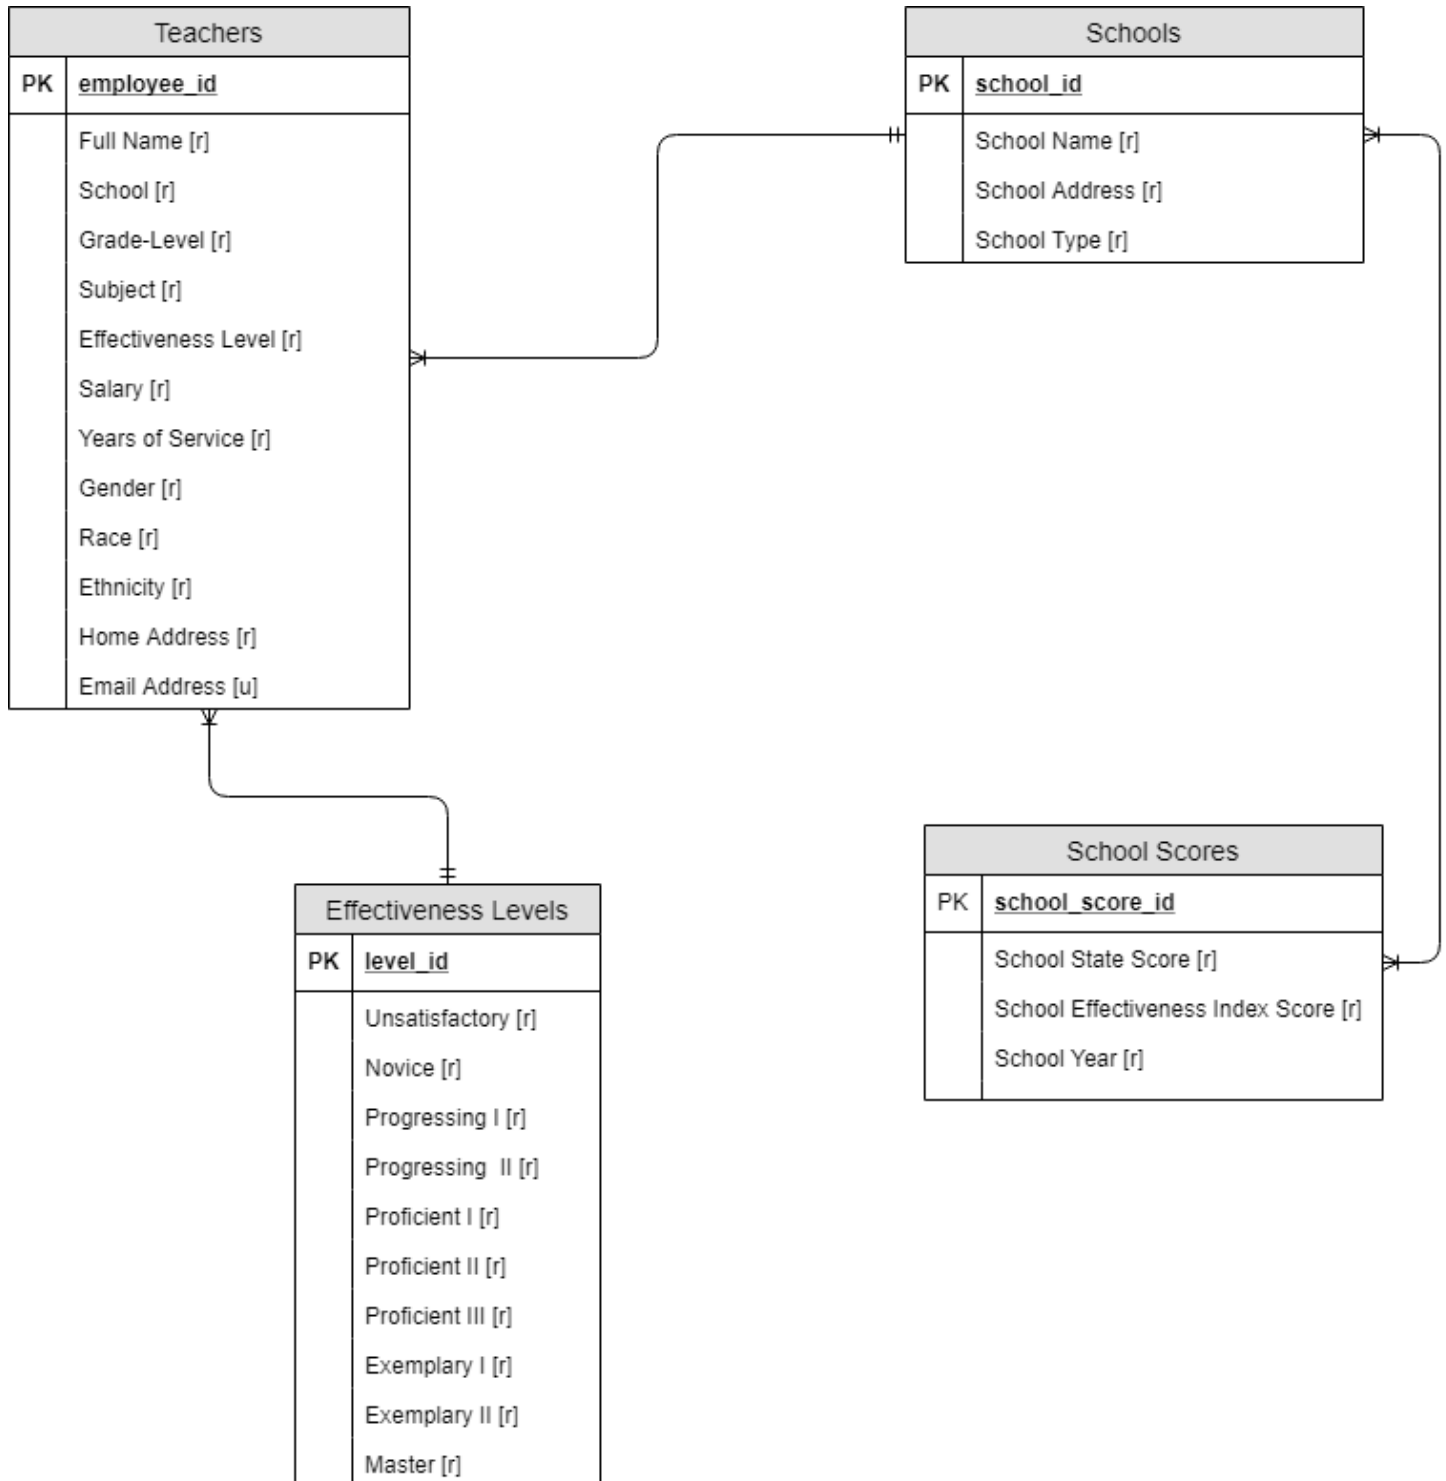 Teachers
PK employee_id
Full Name [r]
School [r]
Grade-Level [r]
Subject [r]
Effectiveness Level [r]
Salary [r]
Years of Service [r]
Gender [r]
Race [r]
Ethnicity [r]
Home Address [r]
Email Address [u]
Schools
PK school_id
School Name [r]
School Address [r]
School Type [r]
Effectiveness Levels
PK level_id
Unsatisfactory [r]
Novice [r]
Progressing I [r]
Progressing  II [r]
Proficient I [r]
Proficient II [r]
Proficient III [r]
Exemplary I [r]
Exemplary II [r]
Master [r]
School Scores
PK school_score_id
School State Score [r]
School Effectiveness Index Score [r]
School Year [r]